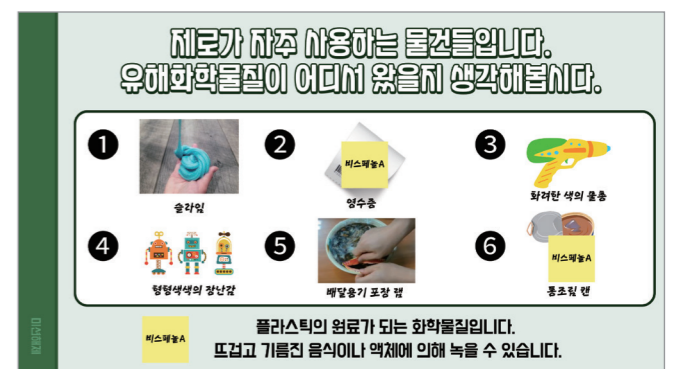 제로가 자주 사용하는 물건들입니다.
유해화학물질이 어디서 왔을지 생각해봅시다.
1
슬라임
2
비스페놀A
영수증
3
화려한 색의 물총
4
형형색색의 장난감
5
배달용기 포장 랩
6
비스페놀A
통조림 캔
비스페놀A
플라스틱의 원료가 되는 화학물질입니다.
뜨겁고 기름진 음식이나 액체에 의해 녹을 수 있습니다.